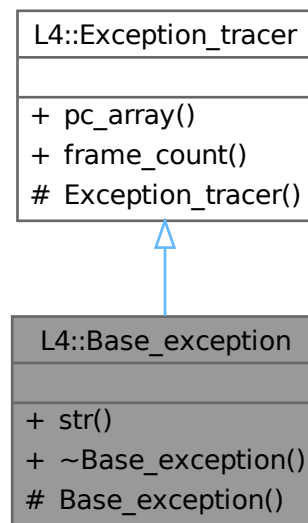 L4::Exception_tracer
+ pc_array()
+ frame_count()
# Exception_tracer()
L4::Base_exception
+ str()
+ ~Base_exception()
# Base_exception()